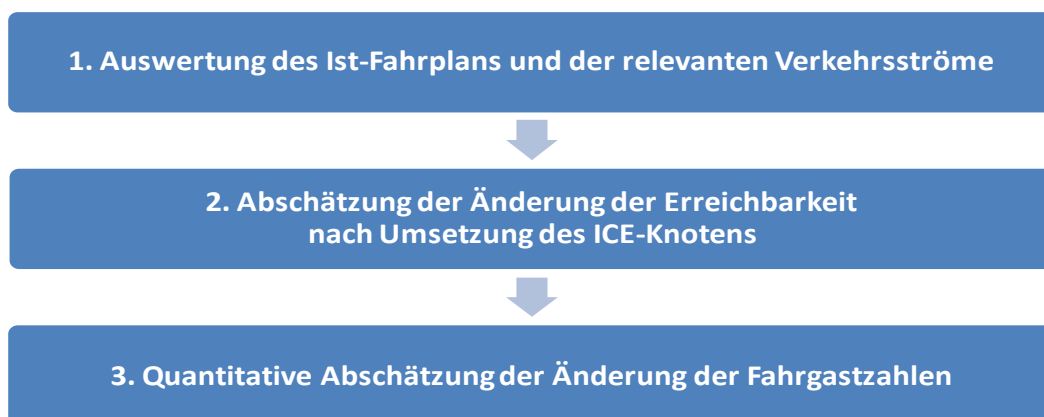 1. Auswertung des Ist-Fahrplans und der relevanten Verkehrsströme
2. Abschätzung der Änderung der Erreichbarkeit
nach Umsetzung des ICE-Knotens
3. Quantitative Abschätzung der Änderung der Fahrgastzahlen